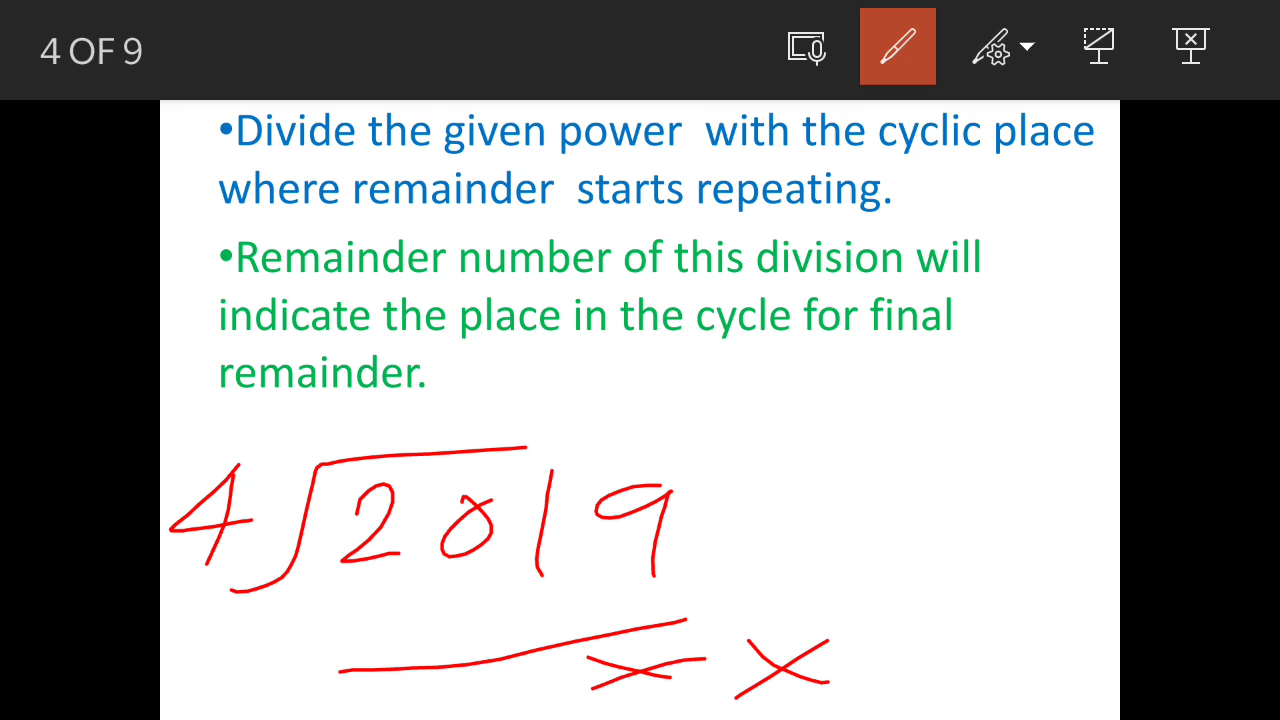 4 OF 9
•Divide the given power with the cyclic place
where remainder starts repeating.
•Remainder number of this division will
indicate the place in the cycle for final
remainder.
4 2019
x